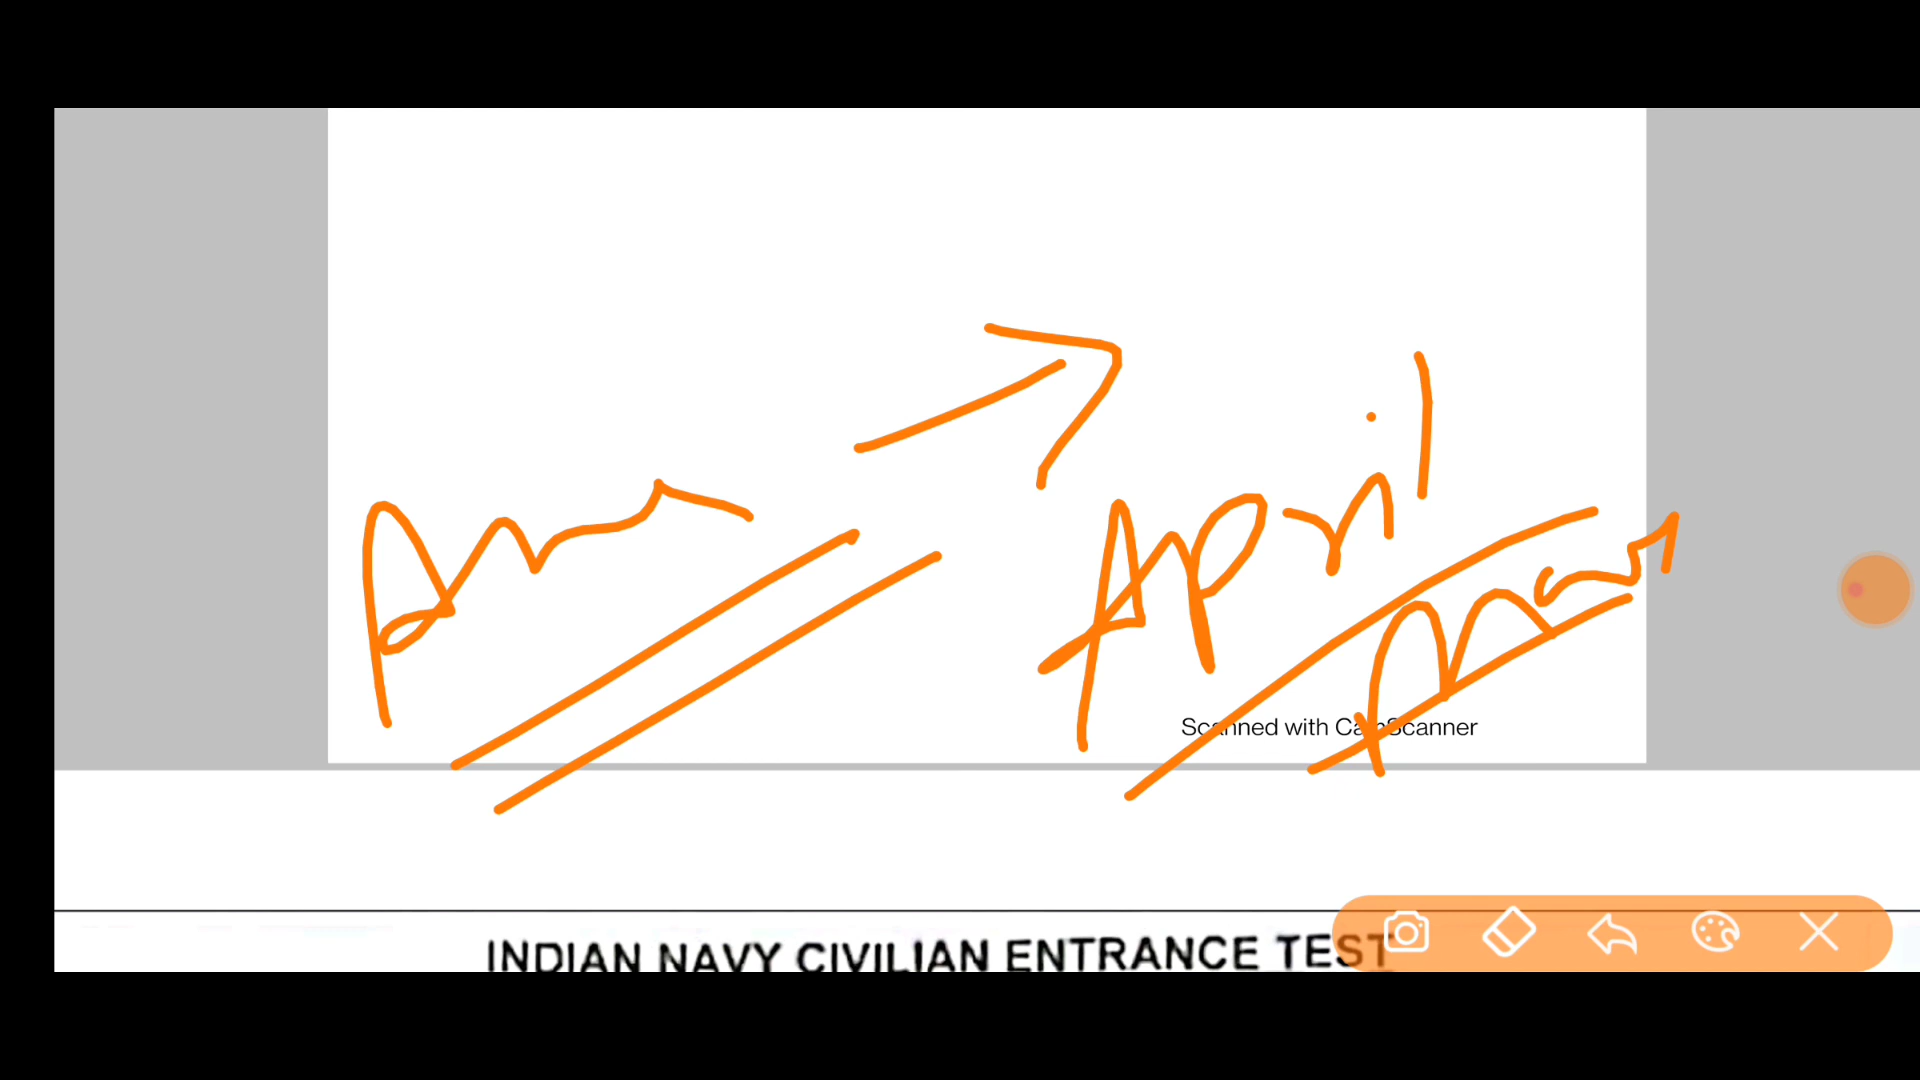 April
Scanned with CamScanner
INDIAN NAVY CIVILIAN ENTRANCE TEST